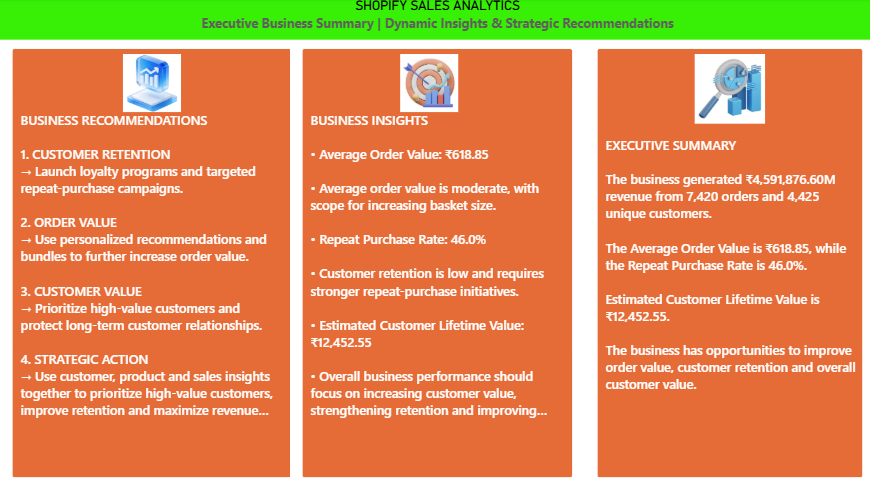 SHOPIFY SALES ANALYTICS
Executive Business Summary | Dynamic Insights & Strategic Recommendations
BUSINESS RECOMMENDATIONS
1. CUSTOMER RETENTION
→ Launch loyalty programs and targeted
repeat-purchase campaigns.
2. ORDER VALUE
→ Use personalized recommendations and
bundles to further increase order value.
3. CUSTOMER VALUE
→ Prioritize high-value customers and
protect long-term customer relationships.
4. STRATEGIC ACTION
→ Use customer, product and sales insights
together to prioritize high-value customers,
improve retention and maximize revenue...
BUSINESS INSIGHTS
• Average Order Value: ₹618.85
• Average order value is moderate, with
scope for increasing basket size.
• Repeat Purchase Rate: 46.0%
• Customer retention is low and requires
stronger repeat-purchase initiatives.
• Estimated Customer Lifetime Value:
₹12,452.55
• Overall business performance should
focus on increasing customer value,
strengthening retention and improving...
EXECUTIVE SUMMARY
The business generated ₹4,591,876.60M
revenue from 7,420 orders and 4,425
unique customers.
The Average Order Value is ₹618.85, while
the Repeat Purchase Rate is 46.0%.
Estimated Customer Lifetime Value is
₹12,452.55.
The business has opportunities to improve
order value, customer retention and overall
customer value.